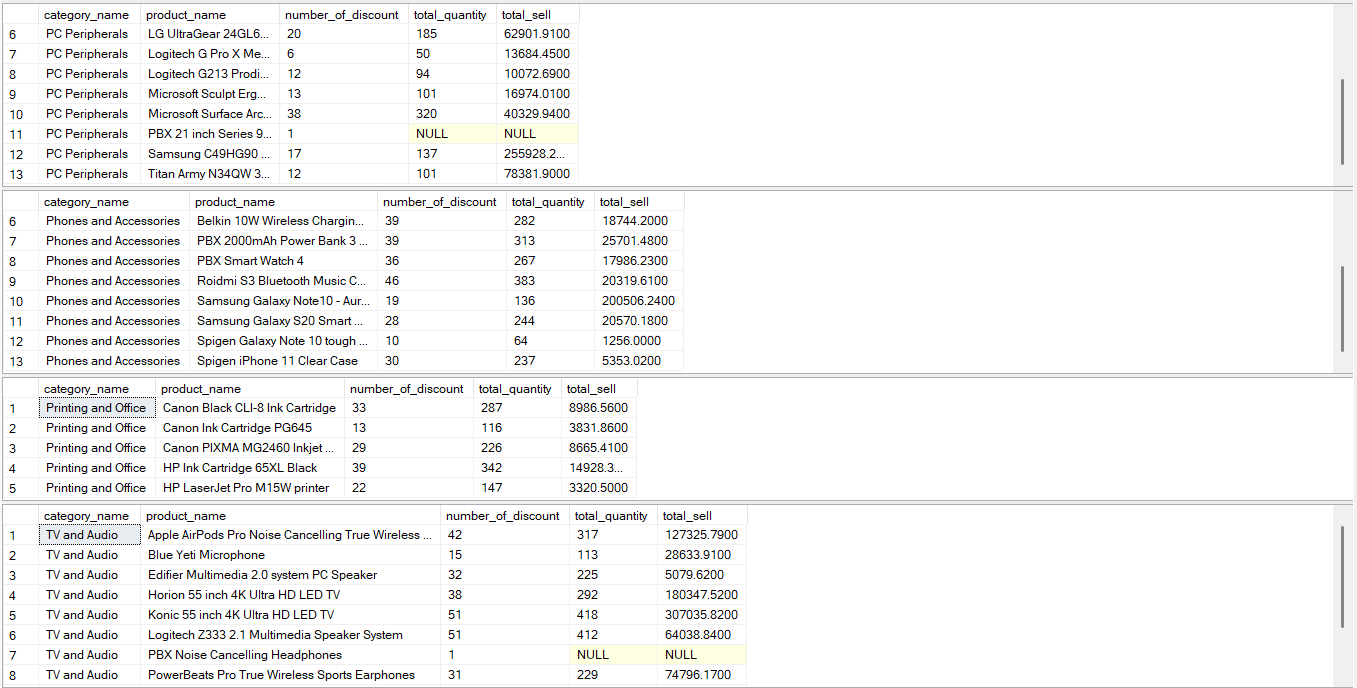 category_name product_name number_of_discount total_quantity total_sell
6 PC Peripherals LG UltraGear 24GL6... 20 185 62901.9100
7 PC Peripherals Logitech G Pro X Me... 6 50 13684.4500
8 PC Peripherals Logitech G213 Prodi... 12 94 10072.6900
9 PC Peripherals Microsoft Sculpt Erg... 13 101 16974.0100
10 PC Peripherals Microsoft Surface Arc... 38 320 40329.9400
11 PC Peripherals PBX 21 inch Series 9... 1 NULL NULL
12 PC Peripherals Samsung C49HG90 ... 17 137 255928.2...
13 PC Peripherals Titan Army N34QW 3... 12 101 78381.9000
category_name product_name number_of_discount total_quantity total_sell
6 Phones and Accessories Belkin 10W Wireless Chargin... 39 282 18744.2000
7 Phones and Accessories PBX 2000mAh Power Bank 3 ... 39 313 25701.4800
8 Phones and Accessories PBX Smart Watch 4 36 267 17986.2300
9 Phones and Accessories Roidmi S3 Bluetooth Music C... 46 383 20319.6100
10 Phones and Accessories Samsung Galaxy Note10 - Aur... 19 136 200506.2400
11 Phones and Accessories Samsung Galaxy S20 Smart ... 28 244 20570.1800
12 Phones and Accessories Spigen Galaxy Note 10 tough ... 10 64 1256.0000
13 Phones and Accessories Spigen iPhone 11 Clear Case 30 237 5353.0200
category_name product_name number_of_discount total_quantity total_sell
1 Printing and Office Canon Black CLI-8 Ink Cartridge 33 287 8986.5600
2 Printing and Office Canon Ink Cartridge PG645 13 116 3831.8600
3 Printing and Office Canon PIXMA MG2460 Inkjet ... 29 226 8665.4100
4 Printing and Office HP Ink Cartridge 65XL Black 39 342 14928.3...
5 Printing and Office HP LaserJet Pro M15W printer 22 147 3320.5000
category_name product_name number_of_discount total_quantity total_sell
1 TV and Audio Apple AirPods Pro Noise Cancelling True Wireless ... 42 317 127325.7900
2 TV and Audio Blue Yeti Microphone 15 113 28633.9100
3 TV and Audio Edifier Multimedia 2.0 system PC Speaker 32 225 5079.6200
4 TV and Audio Horion 55 inch 4K Ultra HD LED TV 38 292 180347.5200
5 TV and Audio Konic 55 inch 4K Ultra HD LED TV 51 418 307035.8200
6 TV and Audio Logitech Z333 2.1 Multimedia Speaker System 51 412 64038.8400
7 TV and Audio PBX Noise Cancelling Headphones 1 NULL NULL
8 TV and Audio PowerBeats Pro True Wireless Sports Earphones 31 229 74796.1700